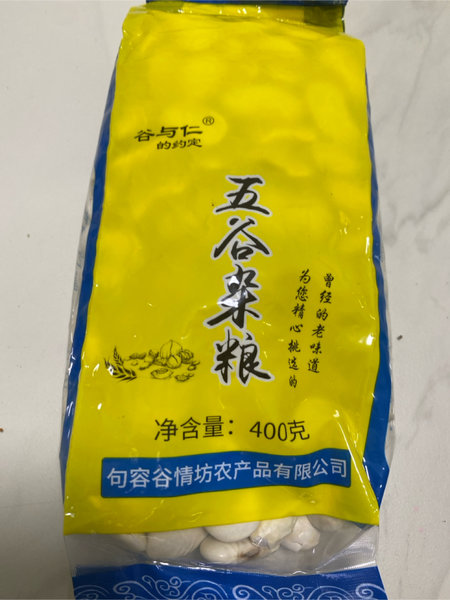 谷与仁®
的约定
五谷杂粮
曾经的老味道
为您精心挑选的
净含量：400克
句容谷情坊农产品有限公司